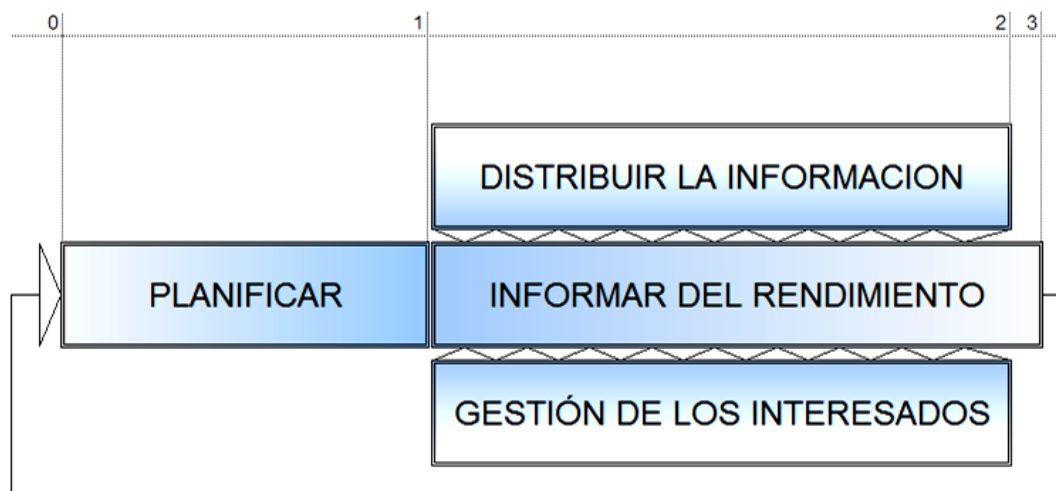 0 1 2 3
DISTRIBUIR LA INFORMACION
PLANIFICAR INFORMAR DEL RENDIMIENTO
GESTIÓN DE LOS INTERESADOS